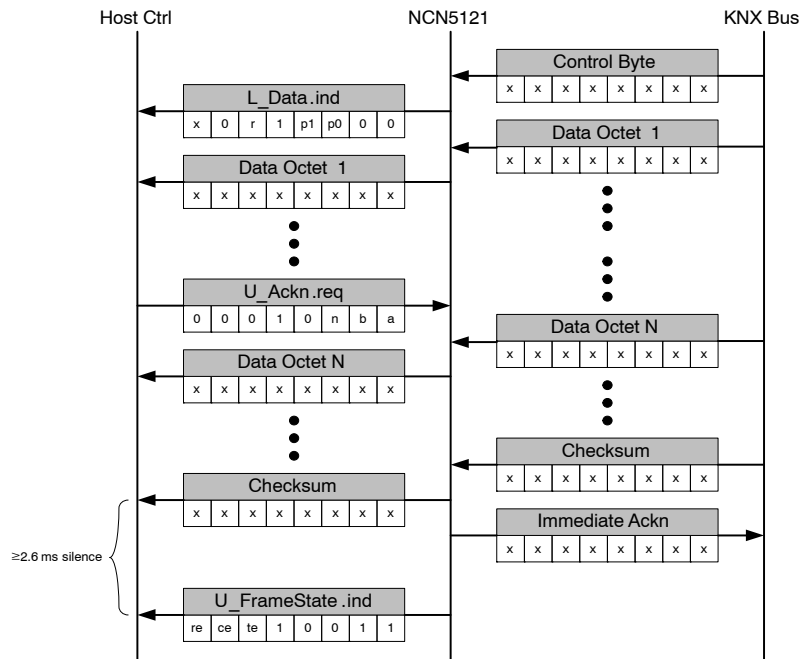 Host Ctrl NCN5121 KNX Bus
Control Byte
x x x x x x x x
L_Data.ind
x 0 r 1 p1 p0 0 0
Data Octet 1
x x x x x x x x
Data Octet 1
x x x x x x x x
U_Ackn.req
0 0 0 1 0 n b a
Data Octet N
x x x x x x x x
Data Octet N
x x x x x x x x
Checksum
x x x x x x x x
Checksum
x x x x x x x x
Immediate Ackn
x x x x x x x x
≥2.6 ms silence
U_FrameState.ind
re ce te 1 0 0 1 1